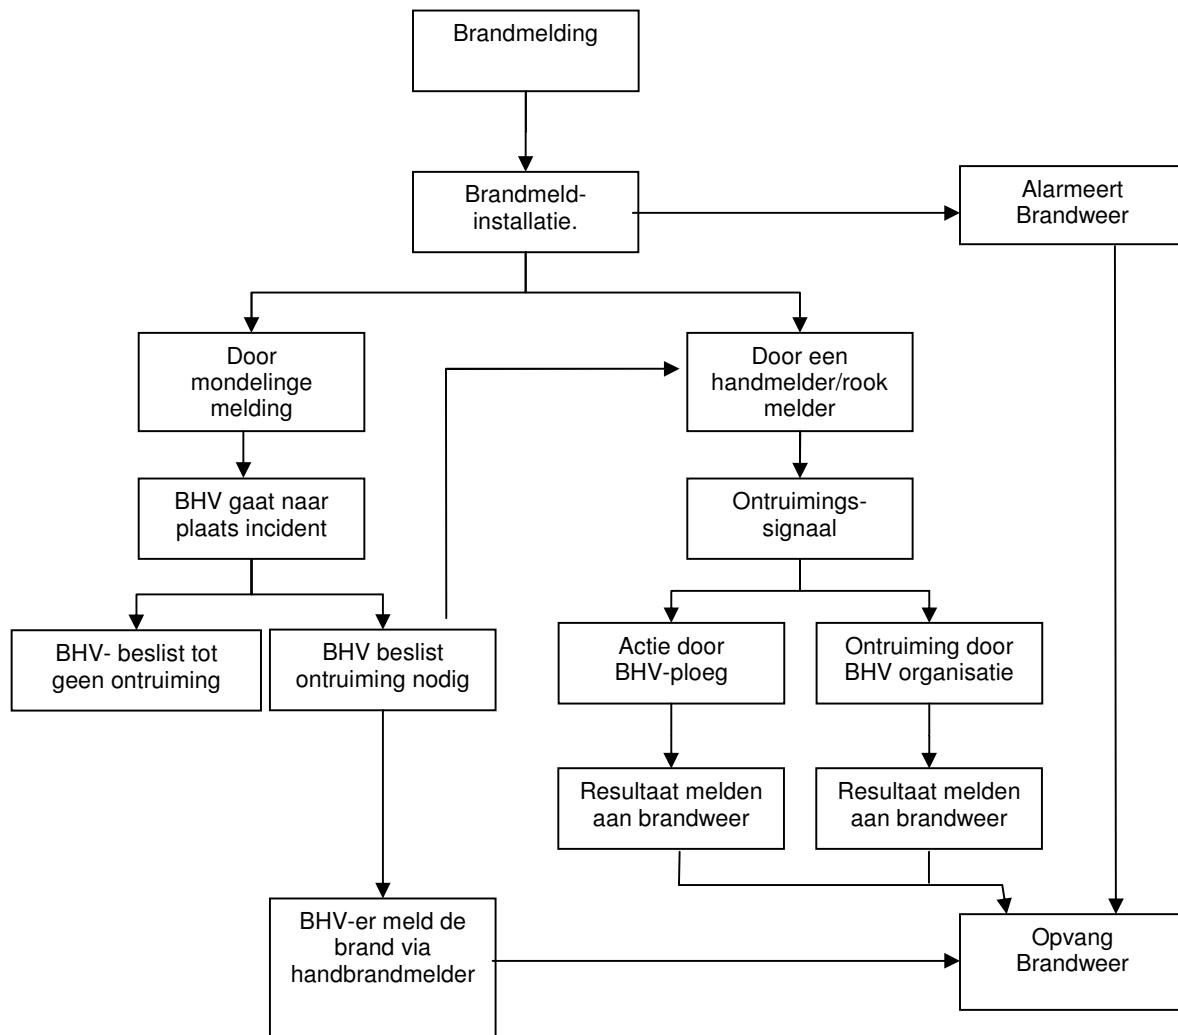 Brandmelding
Brandmeld-
installatie.
Alarmeert
Brandweer
Door
mondelinge
melding
Door een
handmelder/rook
melder
BHV gaat naar
plaats incident
Ontruimings-
signaal
BHV- beslist tot
geen ontruiming
BHV beslist
ontruiming nodig
Actie door
BHV-ploeg
Ontruiming door
BHV organisatie
Resultaat melden
aan brandweer
Resultaat melden
aan brandweer
BHV-er meld de
brand via
handbrandmelder
Opvang
Brandweer